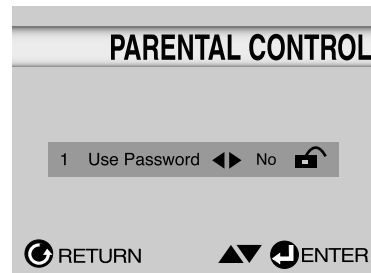 PARENTAL CONTROL
1 Use Password ◀▶ No
RETURN ▲▼ ENTER